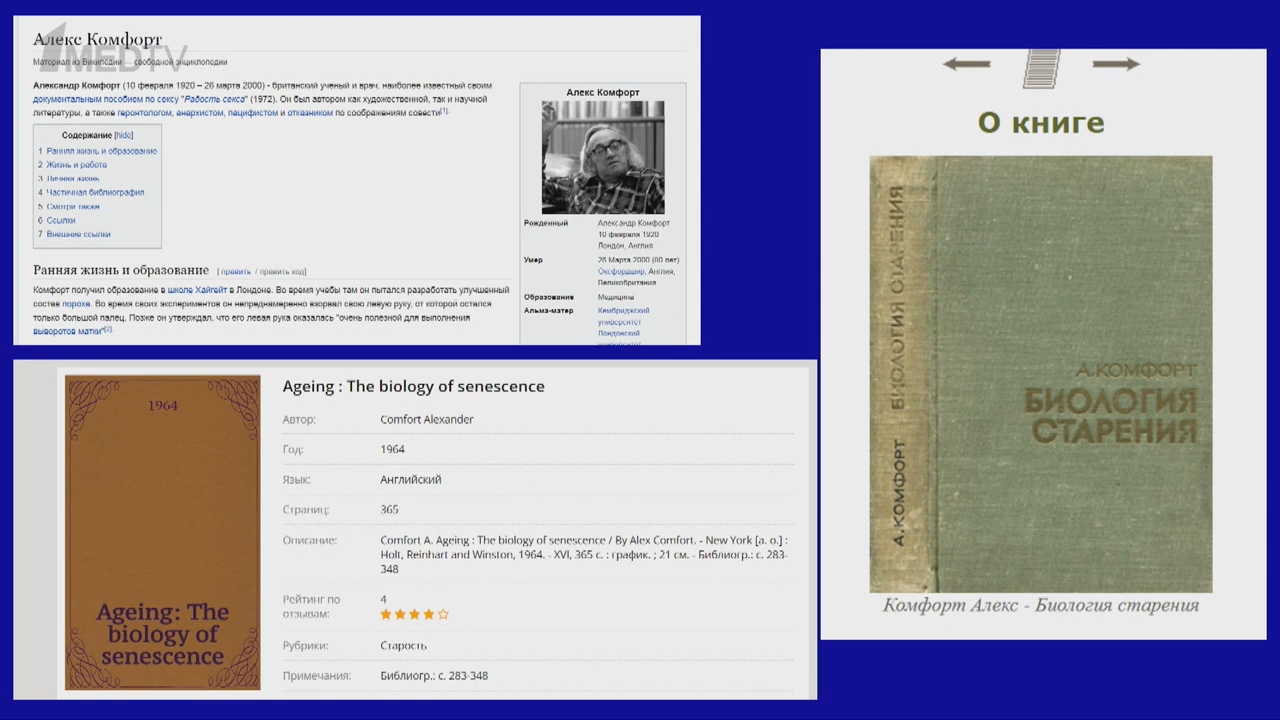 Алекс Комфорт
1MEDTV
Материал из Википедии — свободной энциклопедии
Александр Комфорт (10 февраля 1920 – 26 марта 2000) - британский ученый и врач, наиболее известный своим
документальным пособием по сексу "Радость секса" (1972). Он был автором как художественной, так и научной
литературы, а также геронтологом, анархистом, пацифистом и отказником по соображениям совести[1].
Содержание [hide]
1 Ранняя жизнь и образование
2 Жизнь и работа
3 Личная жизнь
4 Частичная библиография
5 Смотри также
6 Ссылки
7 Внешние ссылки
Ранняя жизнь и образование [ править / править код]
Комфорт получил образование в школе Хайгейт в Лондоне. Во время учебы там он пытался разработать улучшенный
состав пороха. Во время своих экспериментов он непреднамеренно взорвал свою левую руку, от которой остался
только большой палец. Позже он утверждал, что его левая рука оказалась "очень полезной для выполнения
выворотов матки"[2].
Алекс Комфорт
Рожденный Александр Комфорт
10 февраля 1920
Лондон, Англия
Умер 26 Марта 2000 (80 лет)
Оксфордшир, Англия,
Великобритания
Образование Медицина
Альма-матер Кембриджский
университет
Лондонский
университет
1964
Ageing: The
biology of
senescence
Ageing : The biology of senescence
Автор: Comfort Alexander
Год: 1964
Язык: Английский
Страниц: 365
Описание: Comfort A. Ageing : The biology of senescence / By Alex Comfort. - New York [a. o.] :
Holt, Reinhart and Winston, 1964. - XVI, 365 с. : график. ; 21 см. - Библиогр.: с. 283-
348
Рейтинг по 4
отзывам:
Рубрики: Старость
Примечания: Библиогр.: с. 283-348
О книге
А.КОМФОРТ БИОЛОГИЯ СТАРЕНИЯ
А.КОМФОРТ
БИОЛОГИЯ
СТАРЕНИЯ
Комфорт Алекс - Биология старения